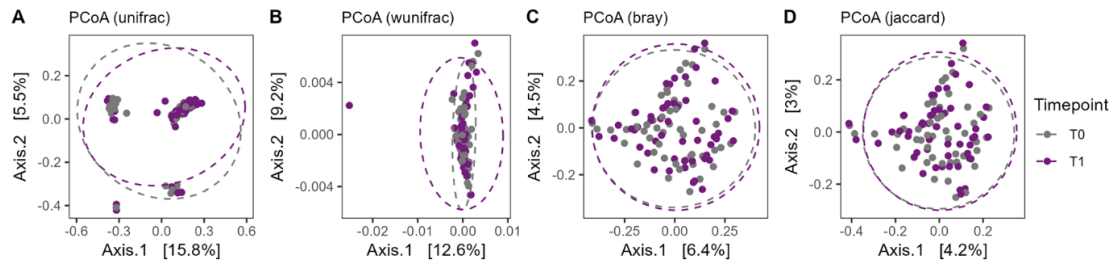 A
PCoA (unifrac)
Axis.2 [5.5%]
0.2
0.0
-0.2
-0.4
-0.6
-0.3
0.0
0.3
0.6
Axis.1 [15.8%]
B
PCoA (wunifrac)
Axis.2 [9.2%]
0.004
0.000
-0.004
-0.02
-0.01
0.00
0.01
Axis.1 [12.6%]
C
PCoA (bray)
Axis.2 [4.5%]
0.2
0.0
-0.2
-0.25
0.00
0.25
Axis.1 [6.4%]
D
PCoA (jaccard)
Axis.2 [3%]
0.2
0.0
-0.2
-0.4
-0.2
0.0
0.2
Axis.1 [4.2%]
Timepoint
T0
T1